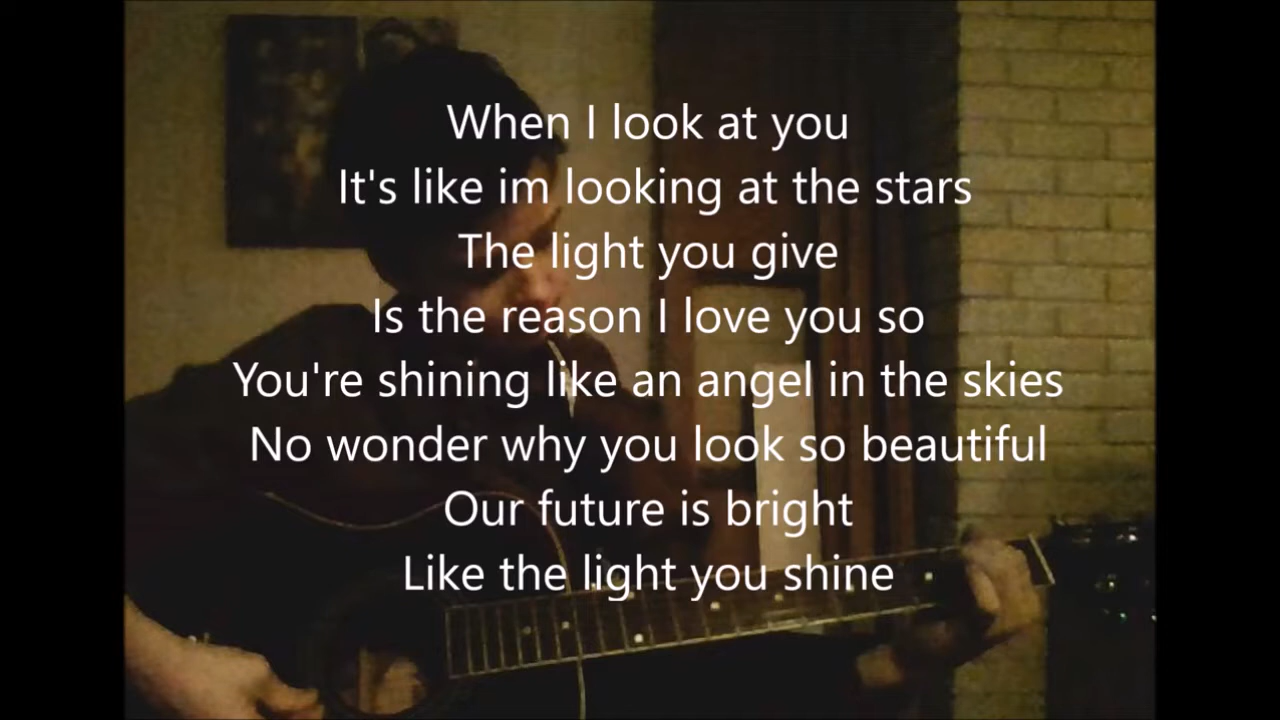 When I look at you
It's like im looking at the stars
The light you give
Is the reason I love you so
You're shining like an angel in the skies
No wonder why you look so beautiful
Our future is bright
Like the light you shine